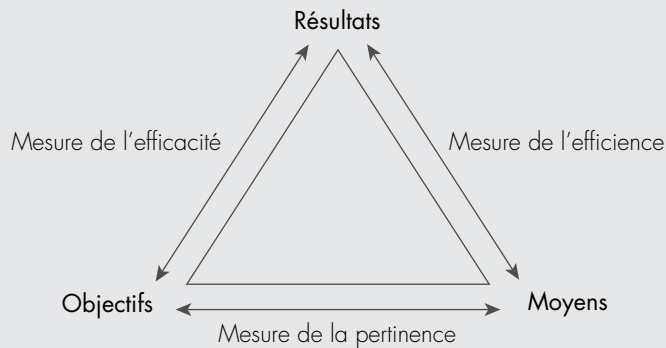 Résultats
Mesure de l’efficacité
Mesure de l’efficience
Objectifs
Moyens
Mesure de la pertinence